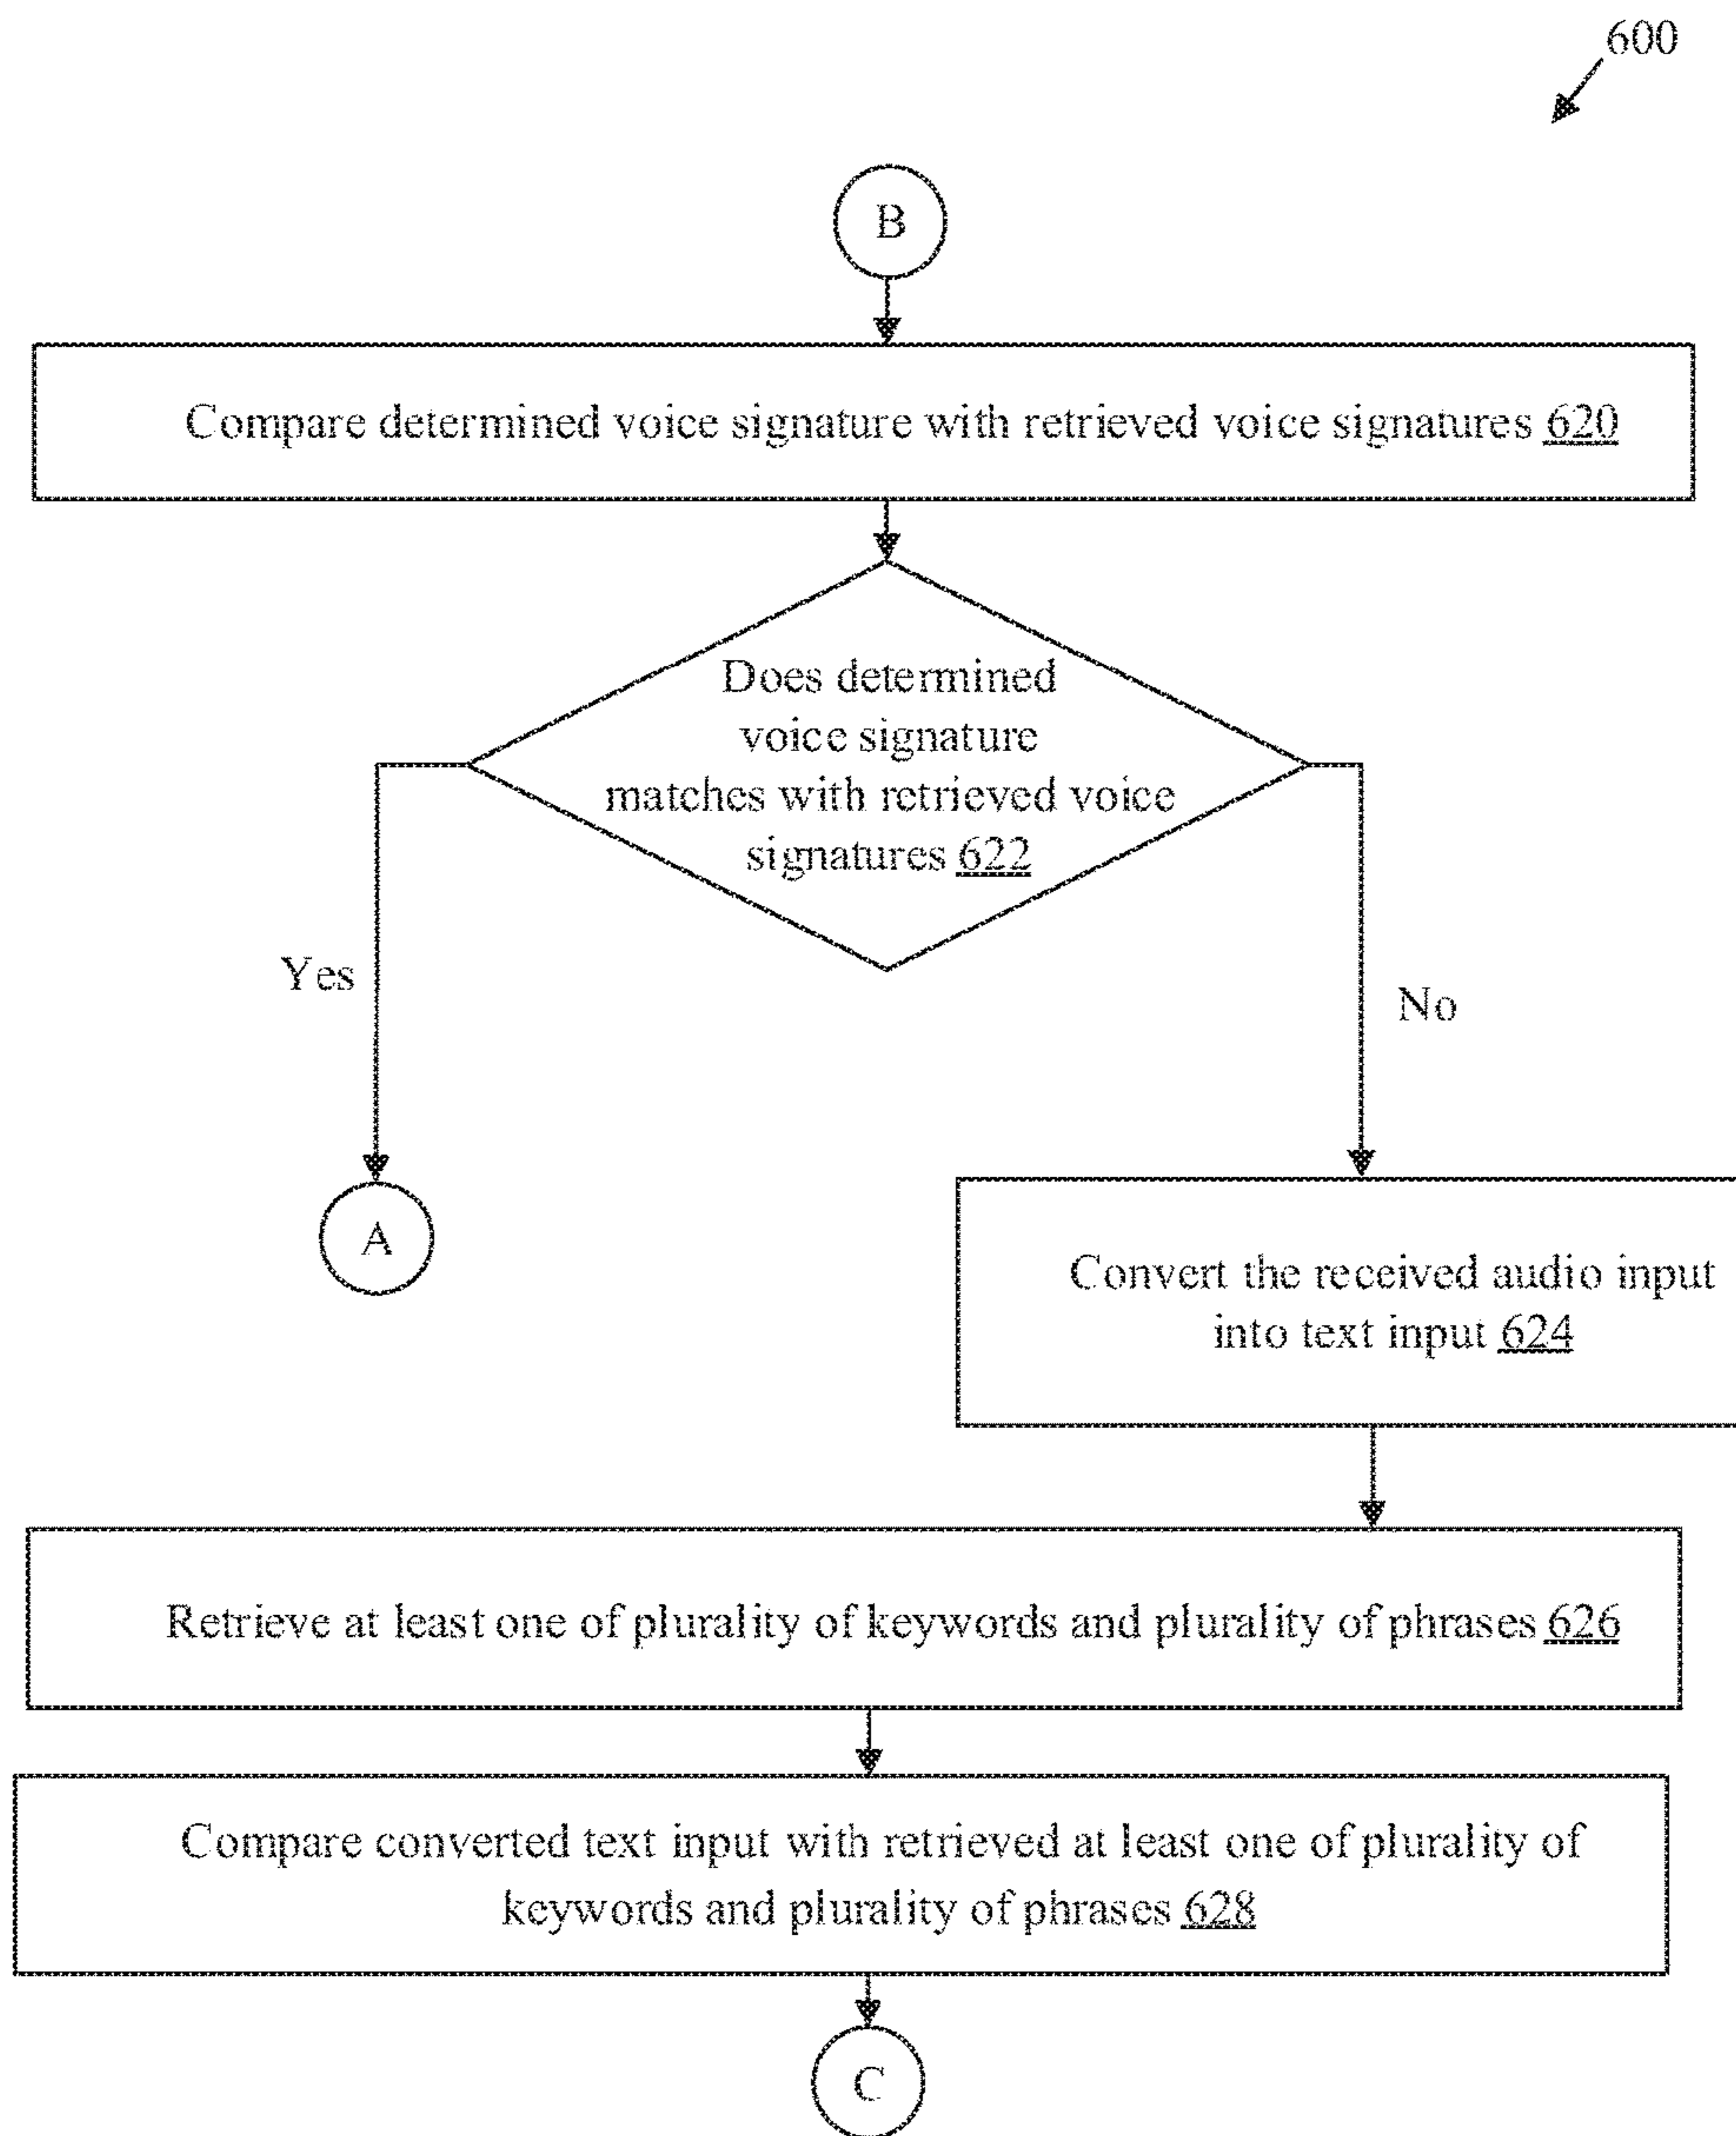 600
B
Compare determined voice signature with retrieved voice signatures 620
Does determined
voice signature
matches with retrieved voice
signatures 622
Yes
No
A
Convert the received audio input
into text input 624
Retrieve at least one of plurality of keywords and plurality of phrases 626
Compare converted text input with retrieved at least one of plurality of
keywords and plurality of phrases 628
C